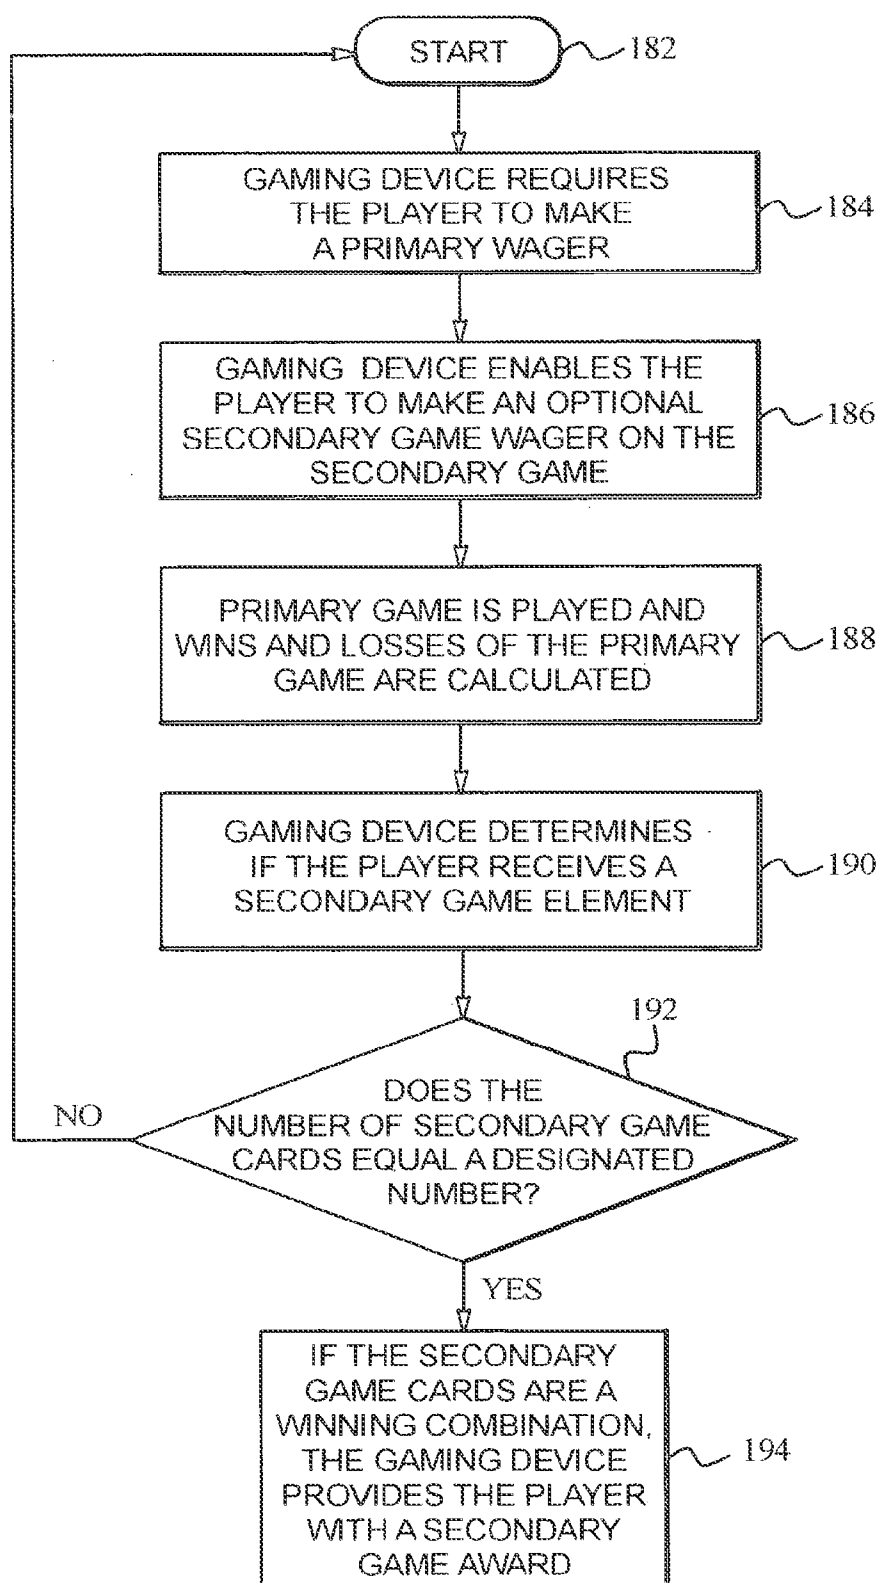 START
182
GAMING DEVICE REQUIRES
THE PLAYER TO MAKE
A PRIMARY WAGER
184
GAMING DEVICE ENABLES THE
PLAYER TO MAKE AN OPTIONAL
SECONDARY GAME WAGER ON THE
SECONDARY GAME
186
PRIMARY GAME IS PLAYED AND
WINS AND LOSSES OF THE PRIMARY
GAME ARE CALCULATED
188
GAMING DEVICE DETERMINES
IF THE PLAYER RECEIVES A
SECONDARY GAME ELEMENT
190
192
DOES THE
NUMBER OF SECONDARY GAME
CARDS EQUAL A DESIGNATED
NUMBER?
NO
YES
IF THE SECONDARY
GAME CARDS ARE A
WINNING COMBINATION,
THE GAMING DEVICE
PROVIDES THE PLAYER
WITH A SECONDARY
GAME AWARD
194